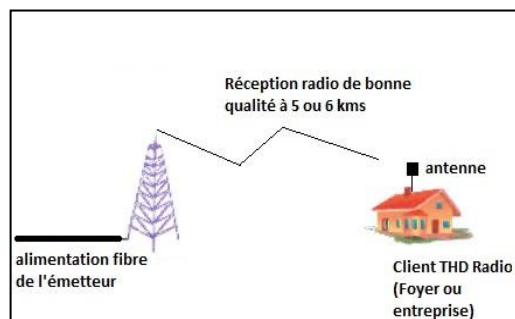 Réception radio de bonne
qualité à 5 ou 6 kms
antenne
alimentation fibre
de l'émetteur
Client THD Radio
(Foyer ou
entreprise)